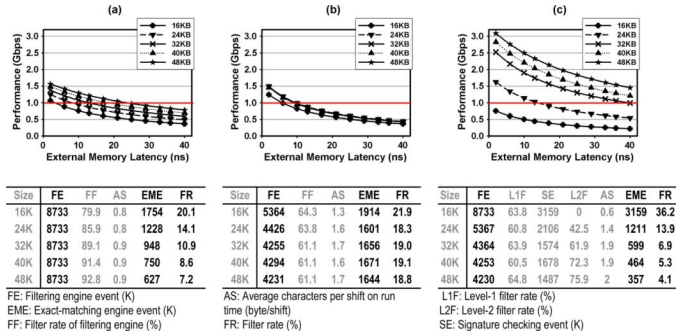 (a)
Performance (Gbps)
3.0
2.5
2.0
1.5
1.0
0.5
0.0
0 10 20 30 40
External Memory Latency (ns)
16KB
24KB
32KB
40KB
48KB
(b)
Performance (Gbps)
3.0
2.5
2.0
1.5
1.0
0.5
0.0
0 10 20 30 40
External Memory Latency (ns)
16KB
24KB
32KB
40KB
48KB
(c)
Performance (Gbps)
3.0
2.5
2.0
1.5
1.0
0.5
0.0
0 10 20 30 40
External Memory Latency (ns)
16KB
24KB
32KB
40KB
48KB
Size FE FF AS EME FR
16K 8733 79.9 0.8 1754 20.1
24K 8733 85.9 0.8 1228 14.1
32K 8733 89.1 0.9 948 10.9
40K 8733 91.4 0.9 750 8.6
48K 8733 92.8 0.9 627 7.2
FE: Filtering engine event (K)
EME: Exact-matching engine event (K)
FF: Filter rate of filtering engine (%)
Size FE FF AS EME FR
16K 5364 64.3 1.3 1914 21.9
24K 4426 63.8 1.6 1601 18.3
32K 4255 61.1 1.7 1656 19.0
40K 4294 61.1 1.6 1671 19.1
48K 4231 61.1 1.7 1644 18.8
AS: Average characters per shift on run
time (byte/shift)
FR: Filter rate (%)
Size FE L1F SE L2F AS EME FR
16K 8733 63.8 3159 0 0.6 3159 36.2
24K 5367 60.8 2106 42.5 1.4 1211 13.9
32K 4364 63.9 1574 61.9 1.9 599 6.9
40K 4253 60.5 1678 72.3 1.9 464 5.3
48K 4230 64.8 1487 75.9 2 357 4.1
L1F: Level-1 filter rate (%)
L2F: Level-2 filter rate (%)
SE: Signature checking event (K)